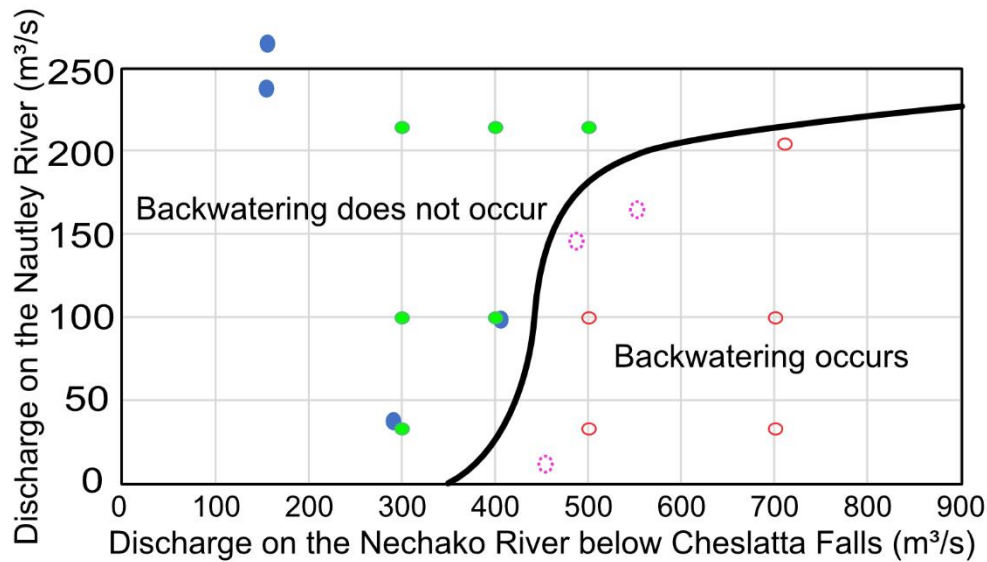 Discharge on the Nautley River (m³/s)
250
200
150
100
50
0
Backwatering does not occur
Backwatering occurs
0 100 200 300 400 500 600 700 800 900
Discharge on the Nechako River below Cheslatta Falls (m³/s)